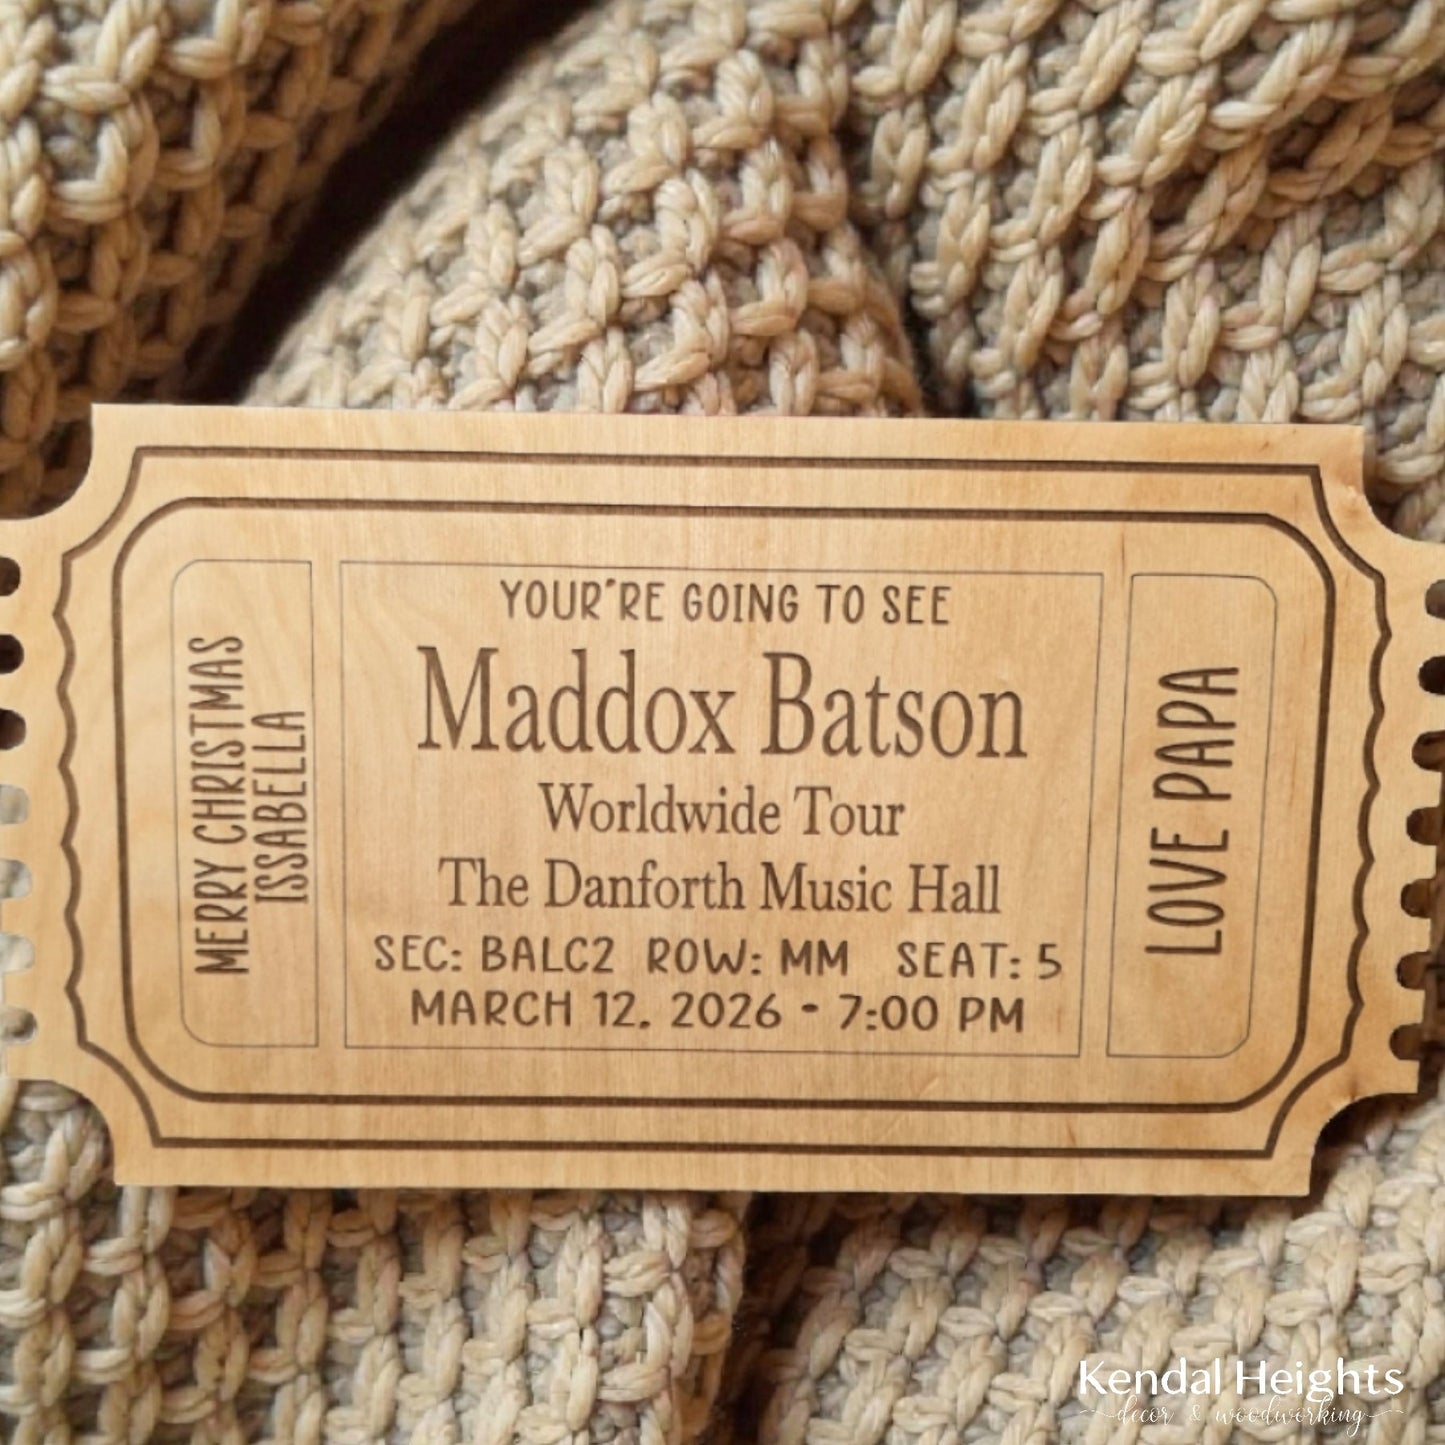 YOUR'RE GOING TO SEE
Maddox Batson
Worldwide Tour
The Danforth Music Hall
SEC: BALC2 ROW: MM SEAT: 5
MARCH 12. 2026 - 7:00 PM
MERRY CHRISTMAS
ISSABELLA
LOVE PAPA
Kendal Heights
decor & woodworking